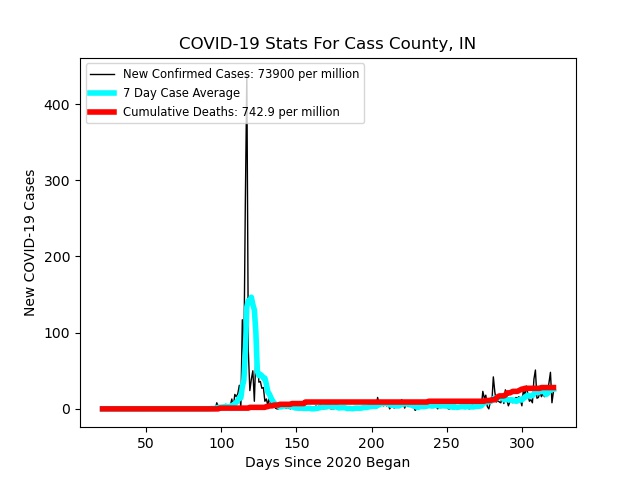 COVID-19 Stats For Cass County, IN
New Confirmed Cases: 73900 per million
7 Day Case Average
Cumulative Deaths: 742.9 per million
New COVID-19 Cases
400
300
200
100
0
50 100 150 200 250 300
Days Since 2020 Began